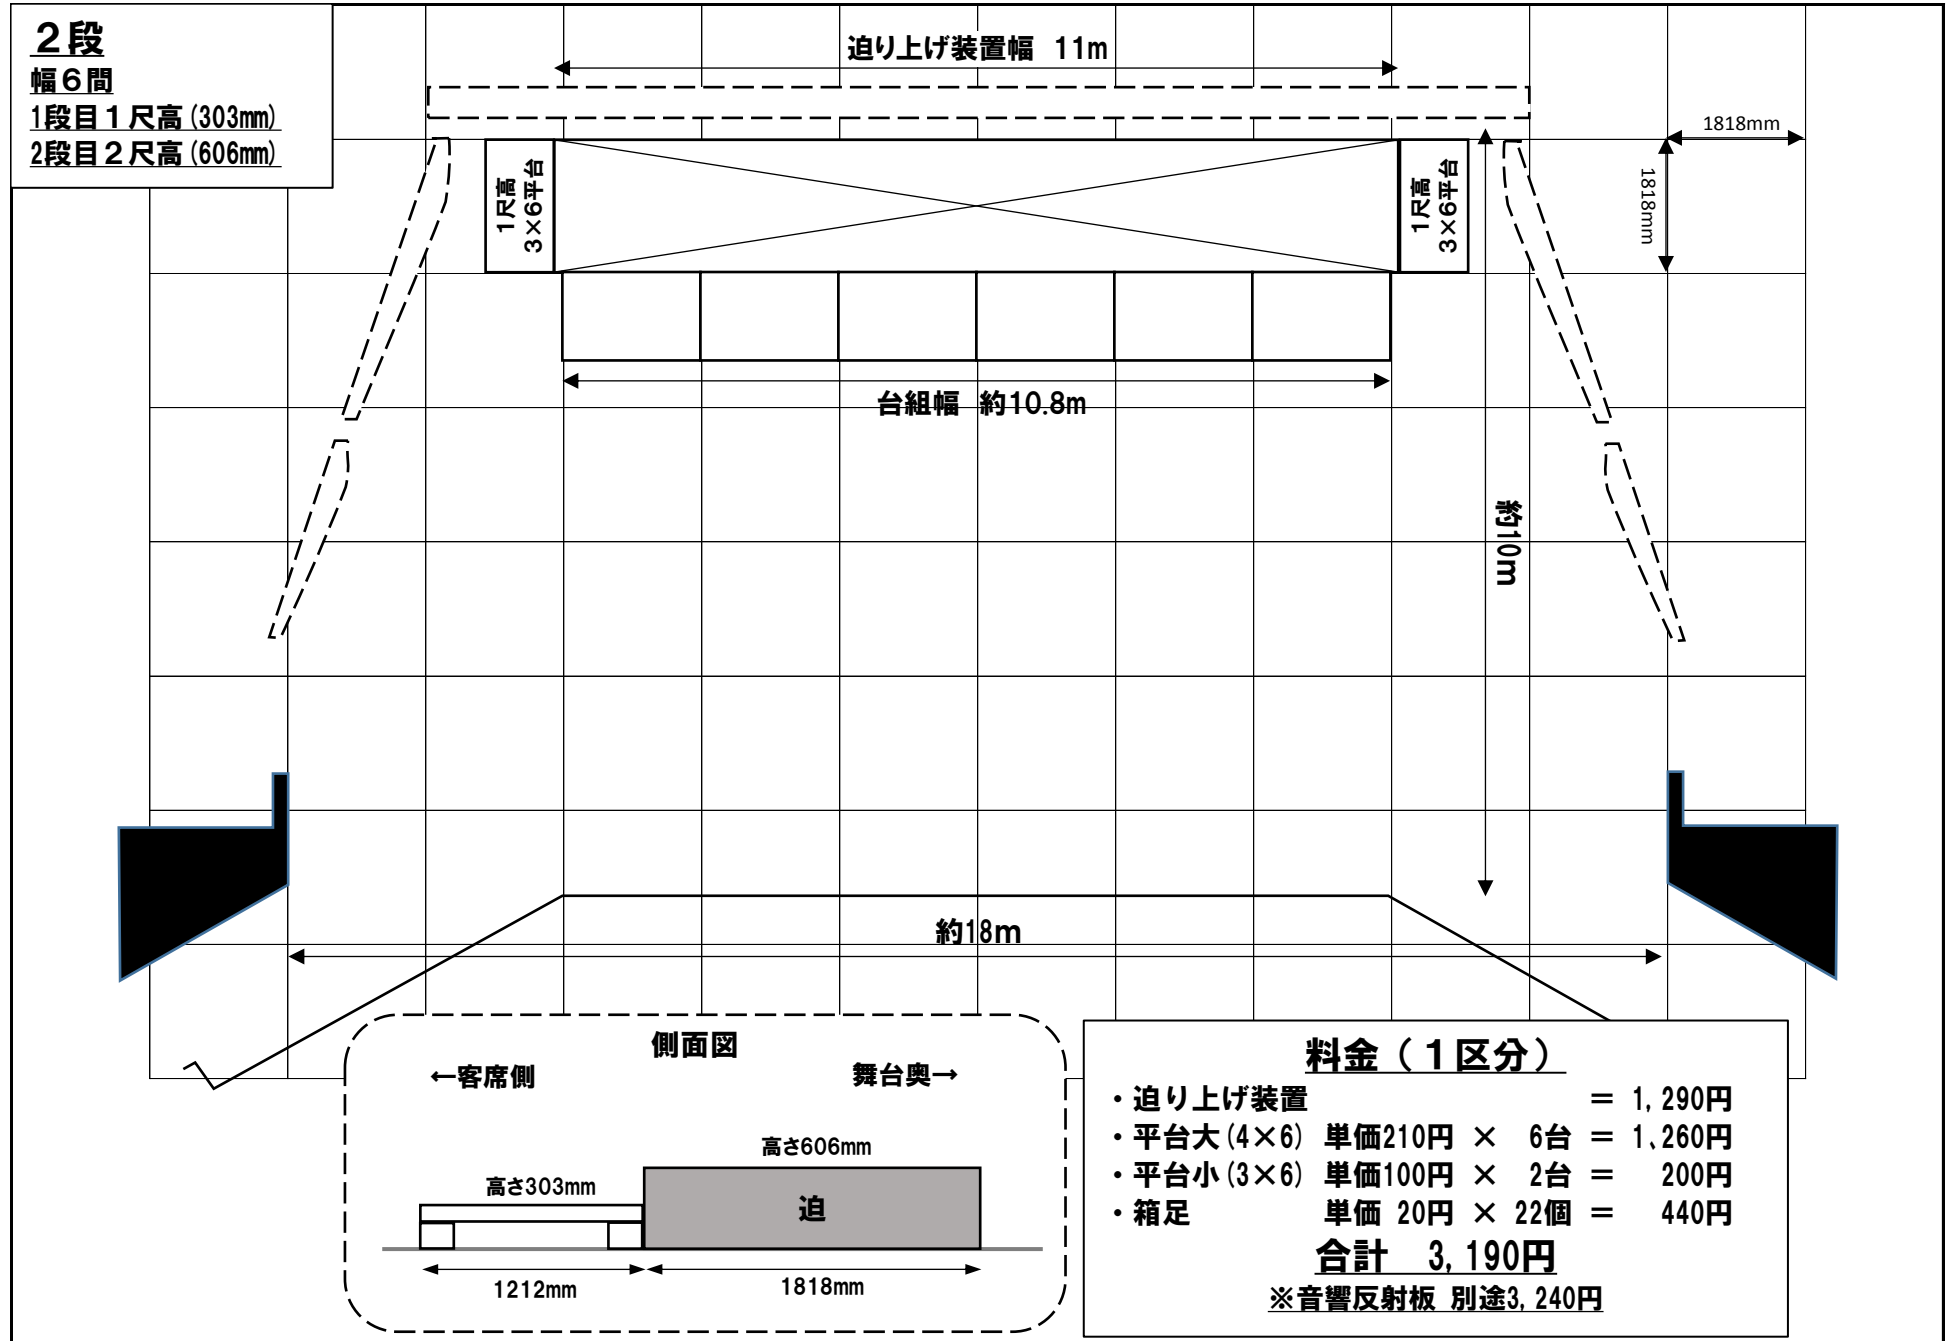 ２段
幅６間
1段目１尺高(303㎜)
2段目２尺高(606㎜)
迫り上げ装置幅　11m
1818mm
1818mm
1尺高
3×6平台
1尺高
3×6平台
台組幅　約10.8m
約10m
約18m
側面図
←客席側
舞台奥→
高さ606㎜
高さ303㎜
迫
1212㎜
1818㎜
料金（１区分）
・迫り上げ装置 ＝ 1,290円
・平台大(4×6) 単価210円 × 6台 ＝ 1、260円
・平台小(3×6) 単価100円 × 2台 ＝ 200円
・箱足 単価 20円 × 22個 ＝ 440円
合計　3,190円
※音響反射板 別途3,240円